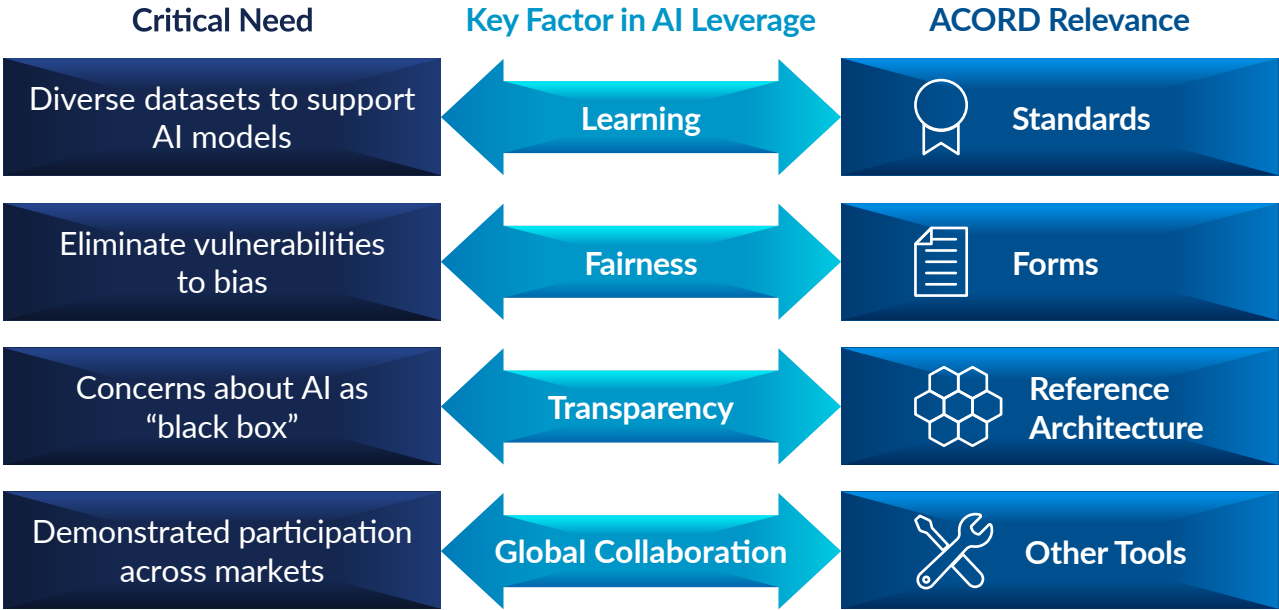 Critical Need
Key Factor in AI Leverage
ACORD Relevance
Diverse datasets to support
AI models
Learning
Standards
Eliminate vulnerabilities
to bias
Fairness
Forms
Concerns about AI as
“black box”
Transparency
Reference
Architecture
Demonstrated participation
across markets
Global Collaboration
Other Tools